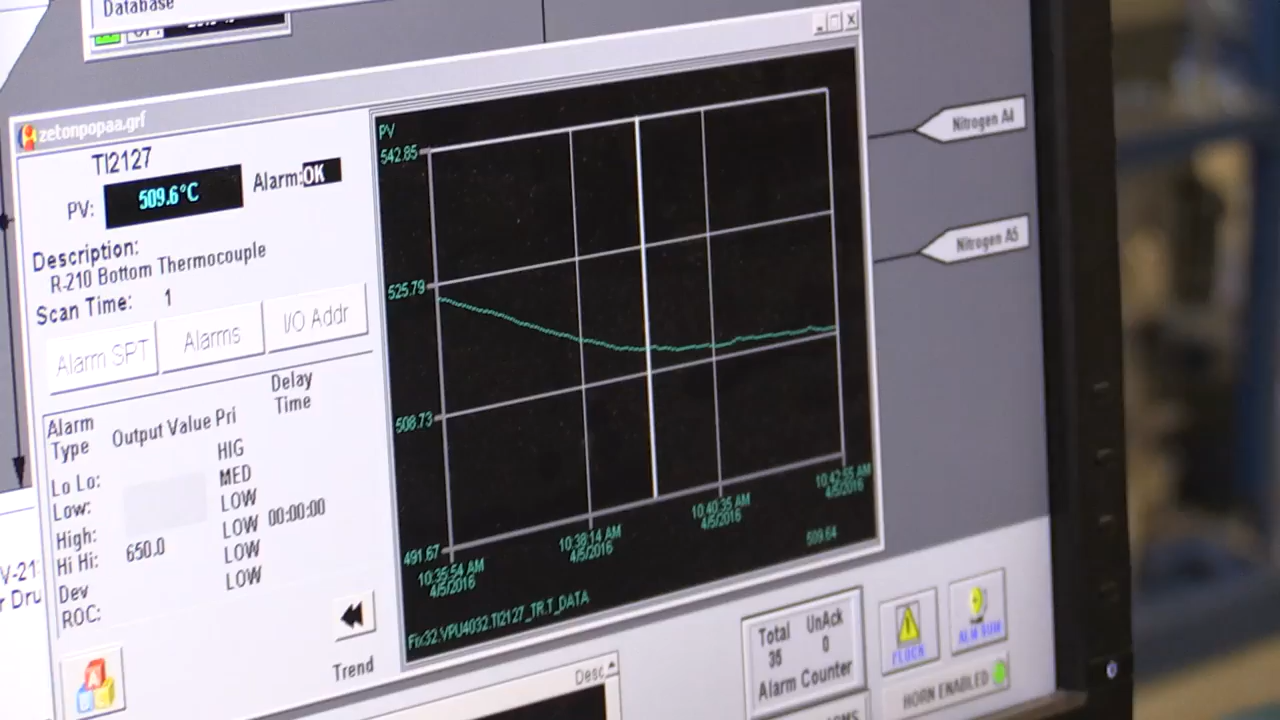 Database
zetonpopaa.grf
TI2127
PV: 509.6°C Alarm:OK
Description:
R-210 Bottom Thermocouple
Scan Time: 1
Alarm SPT Alarms I/O Addr
Alarm Type Output Value Pri Delay Time
Lo Lo: HIG
Low: MED
High: LOW
Hi Hi: 650.0 LOW 00:00:00
Dev LOW
ROC: LOW
Trend
PV
542.85
525.79
508.73
491.67
10:35:54 AM
4/5/2016
10:38:14 AM
4/5/2016
10:40:35 AM
4/5/2016
10:42:55 AM
4/5/2016
509.64
Fix32.VPU4032.TI2127_TR.T_DATA
Nitrogen A4
Nitrogen A5
V-21
r Dru
Desc
Total UnAck
35 0
Alarm Counter
ALM SUM
HORN ENABLED